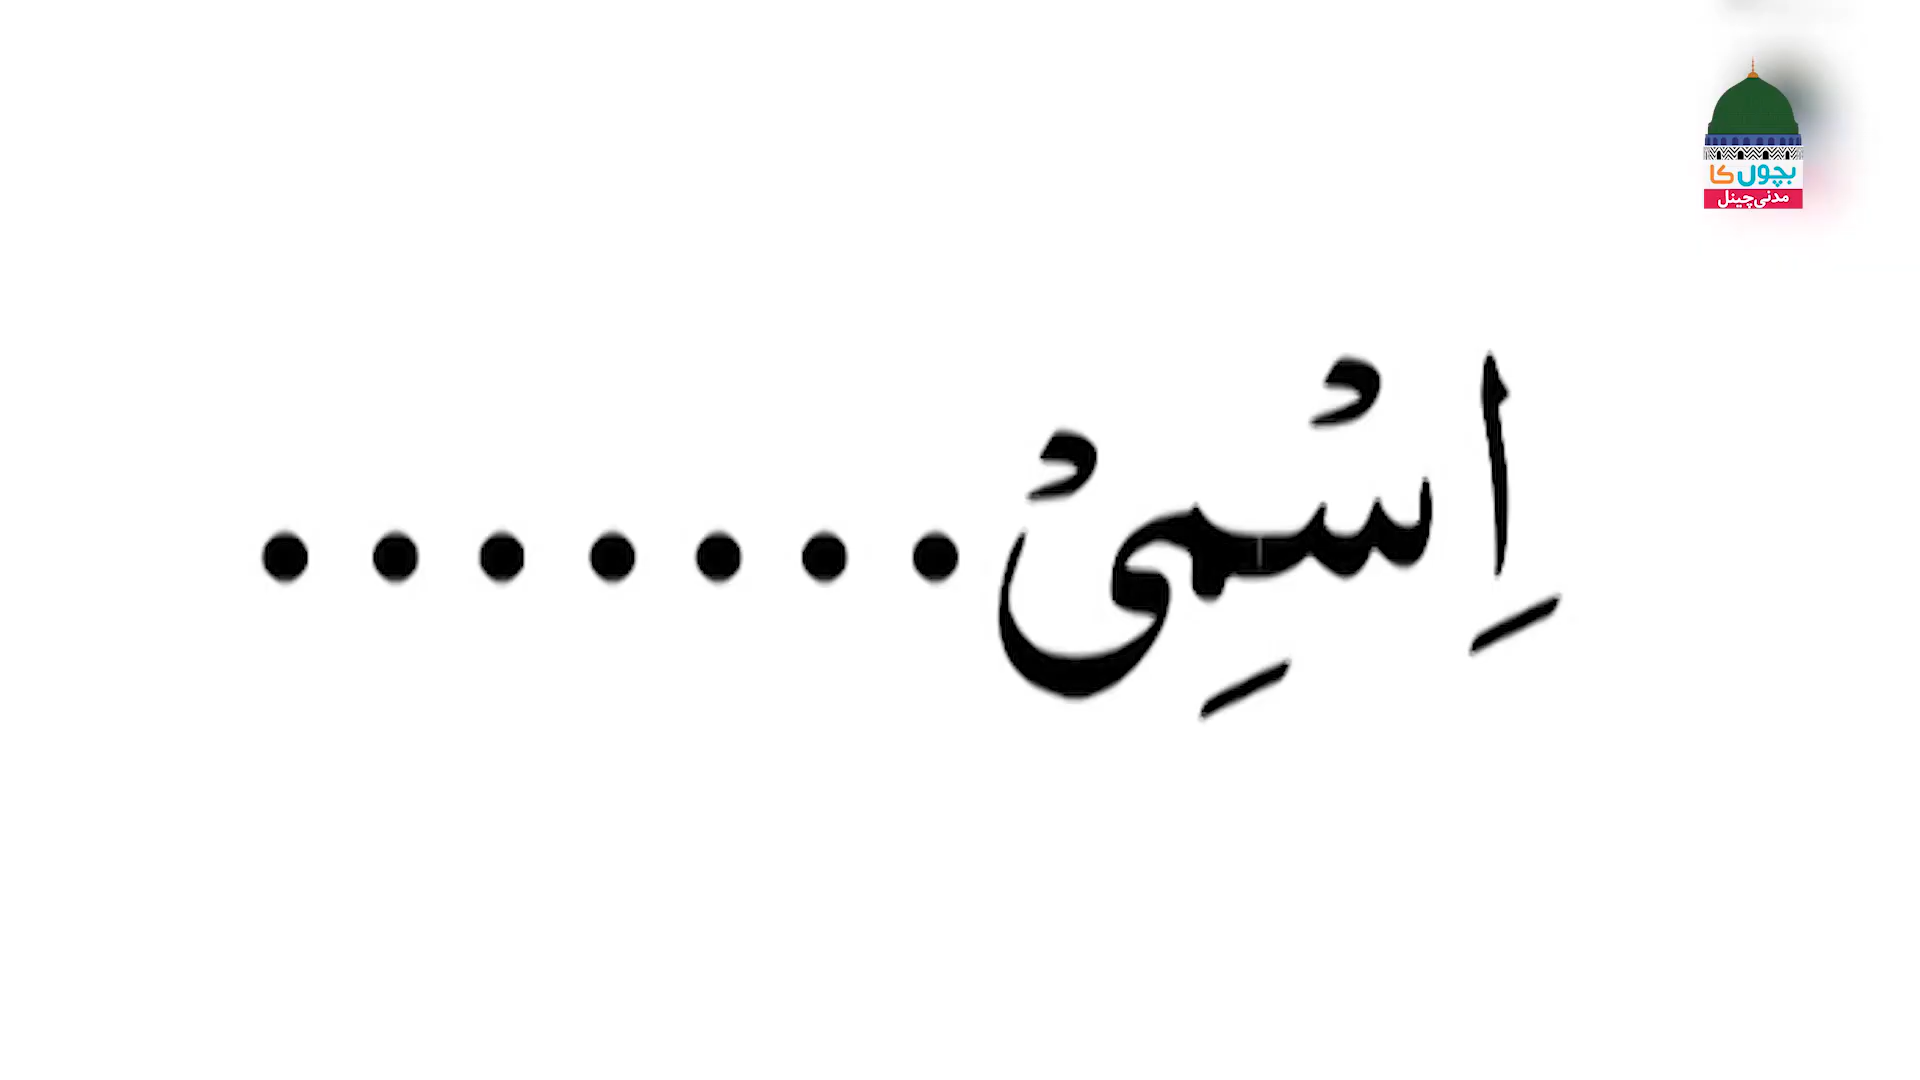 بچوں کا
مدنی چینل
اِسْمِیْ.......